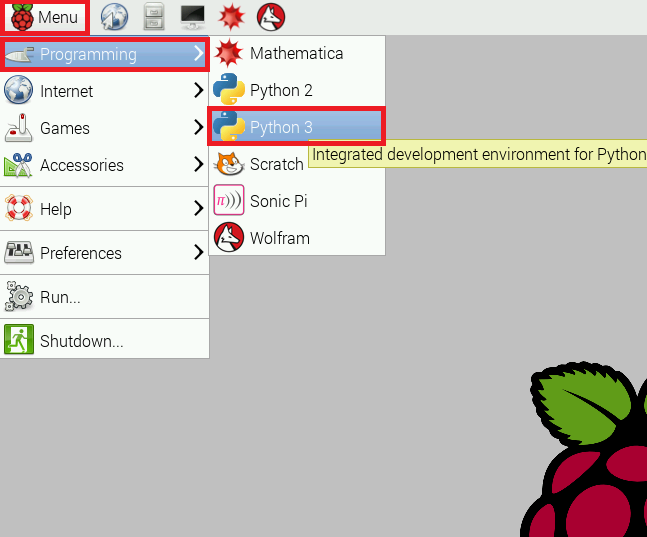 Menu
Programming
Internet
Games
Accessories
Help
Preferences
Run...
Shutdown...
Mathematica
Python 2
Python 3
Integrated development environment for Python
Scratch
Sonic Pi
π)))
Wolfram